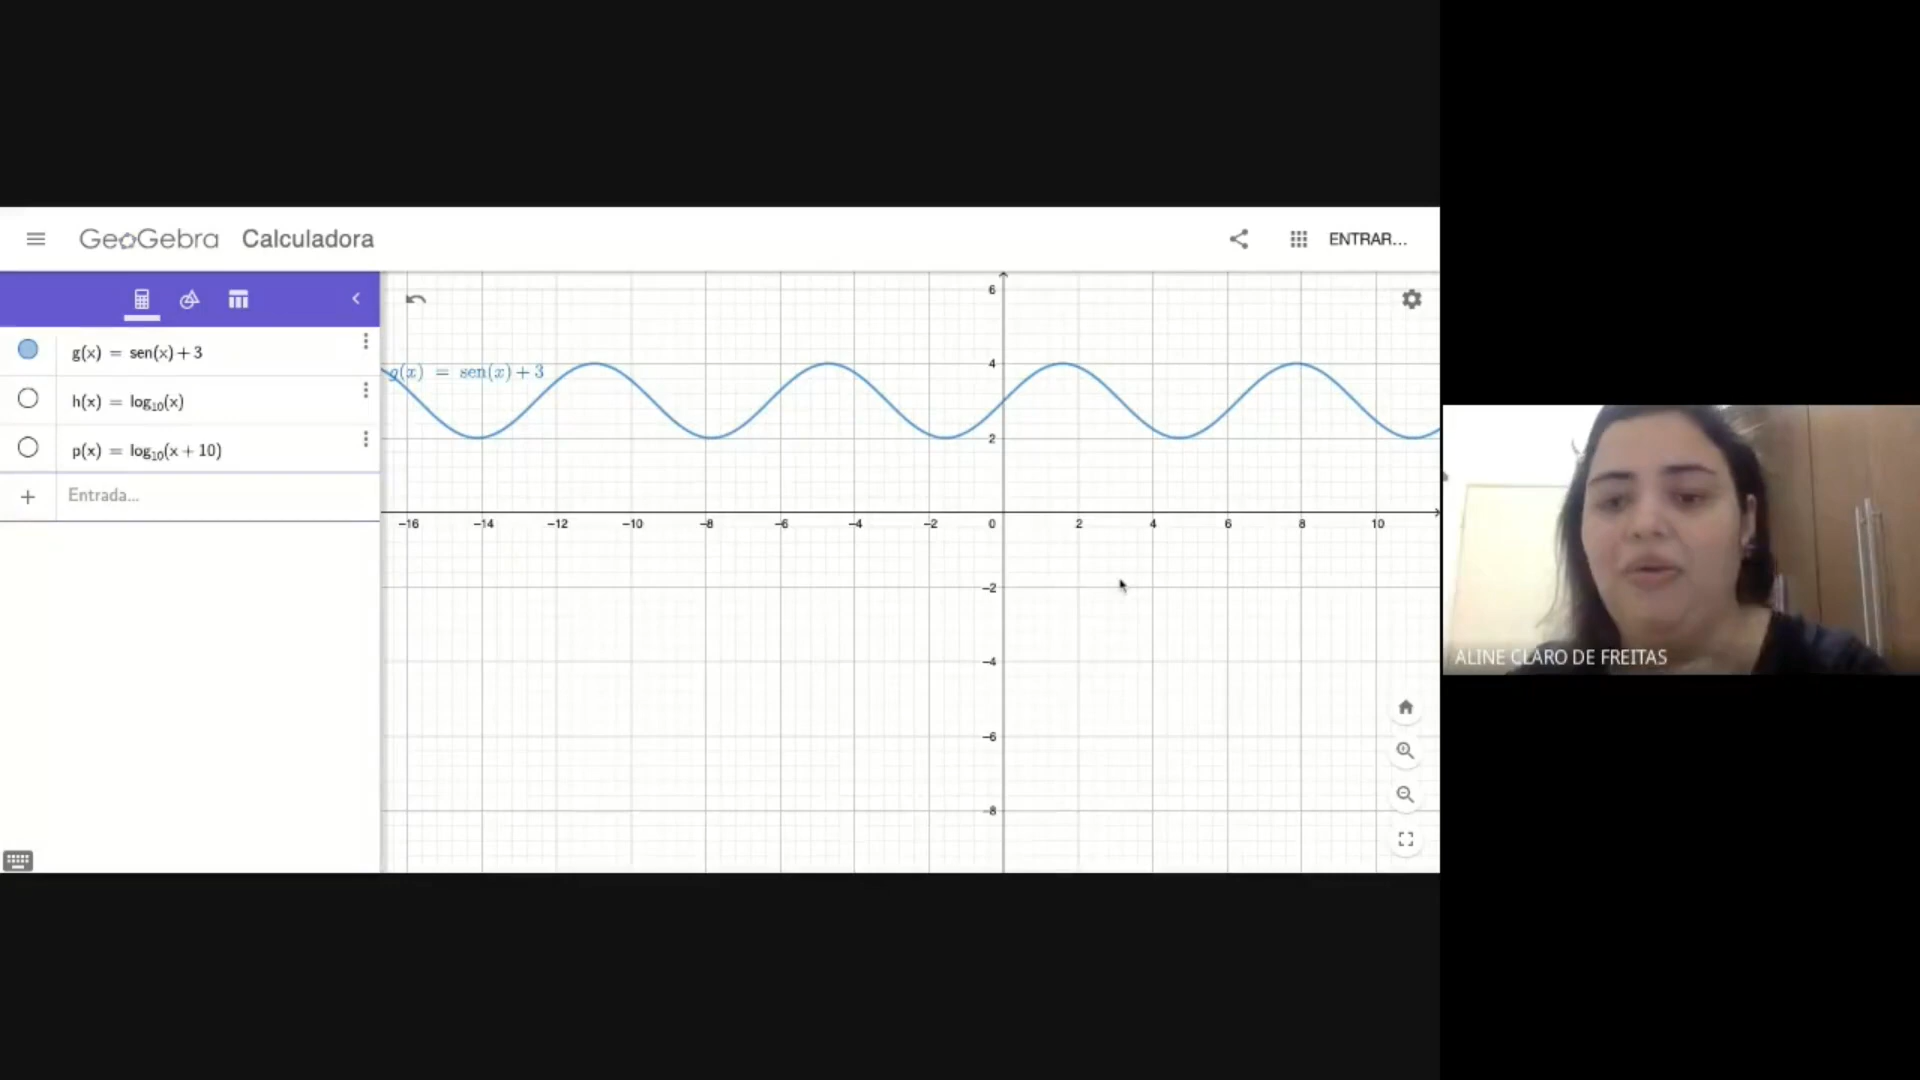 GeoGebra Calculadora
ENTRAR...
g(x) = sen(x) + 3
h(x) = log₁₀(x)
p(x) = log₁₀(x + 10)
+ Entrada...
g(x) = sen(x) + 3
6
4
2
−16 −14 −12 −10 −8 −6 −4 −2 0 2 4 6 8 10
−2
−4
−6
−8
ALINE CLARO DE FREITAS